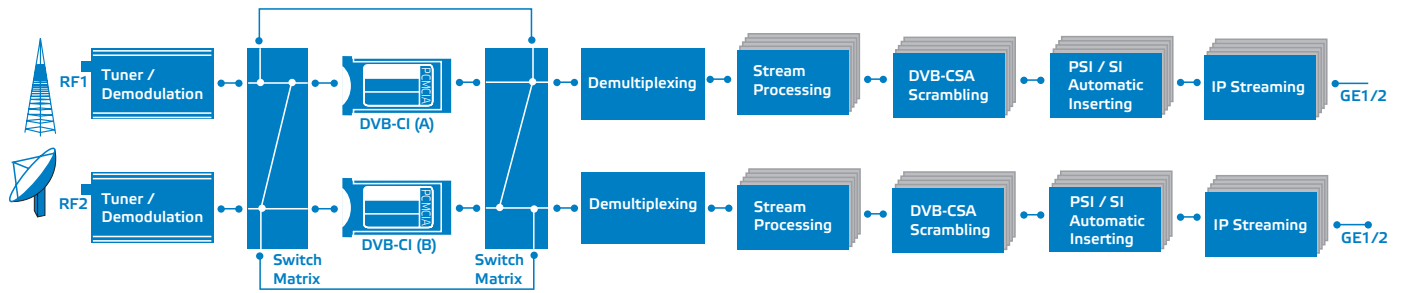 RF1
Tuner /
Demodulation
PCMCIA
DVB-CI (A)
Demultiplexing
Stream
Processing
DVB-CSA
Scrambling
PSI / SI
Automatic
Inserting
IP Streaming
GE1/2
RF2
Tuner /
Demodulation
PCMCIA
DVB-CI (B)
Demultiplexing
Stream
Processing
DVB-CSA
Scrambling
PSI / SI
Automatic
Inserting
IP Streaming
GE1/2
Switch
Matrix
Switch
Matrix